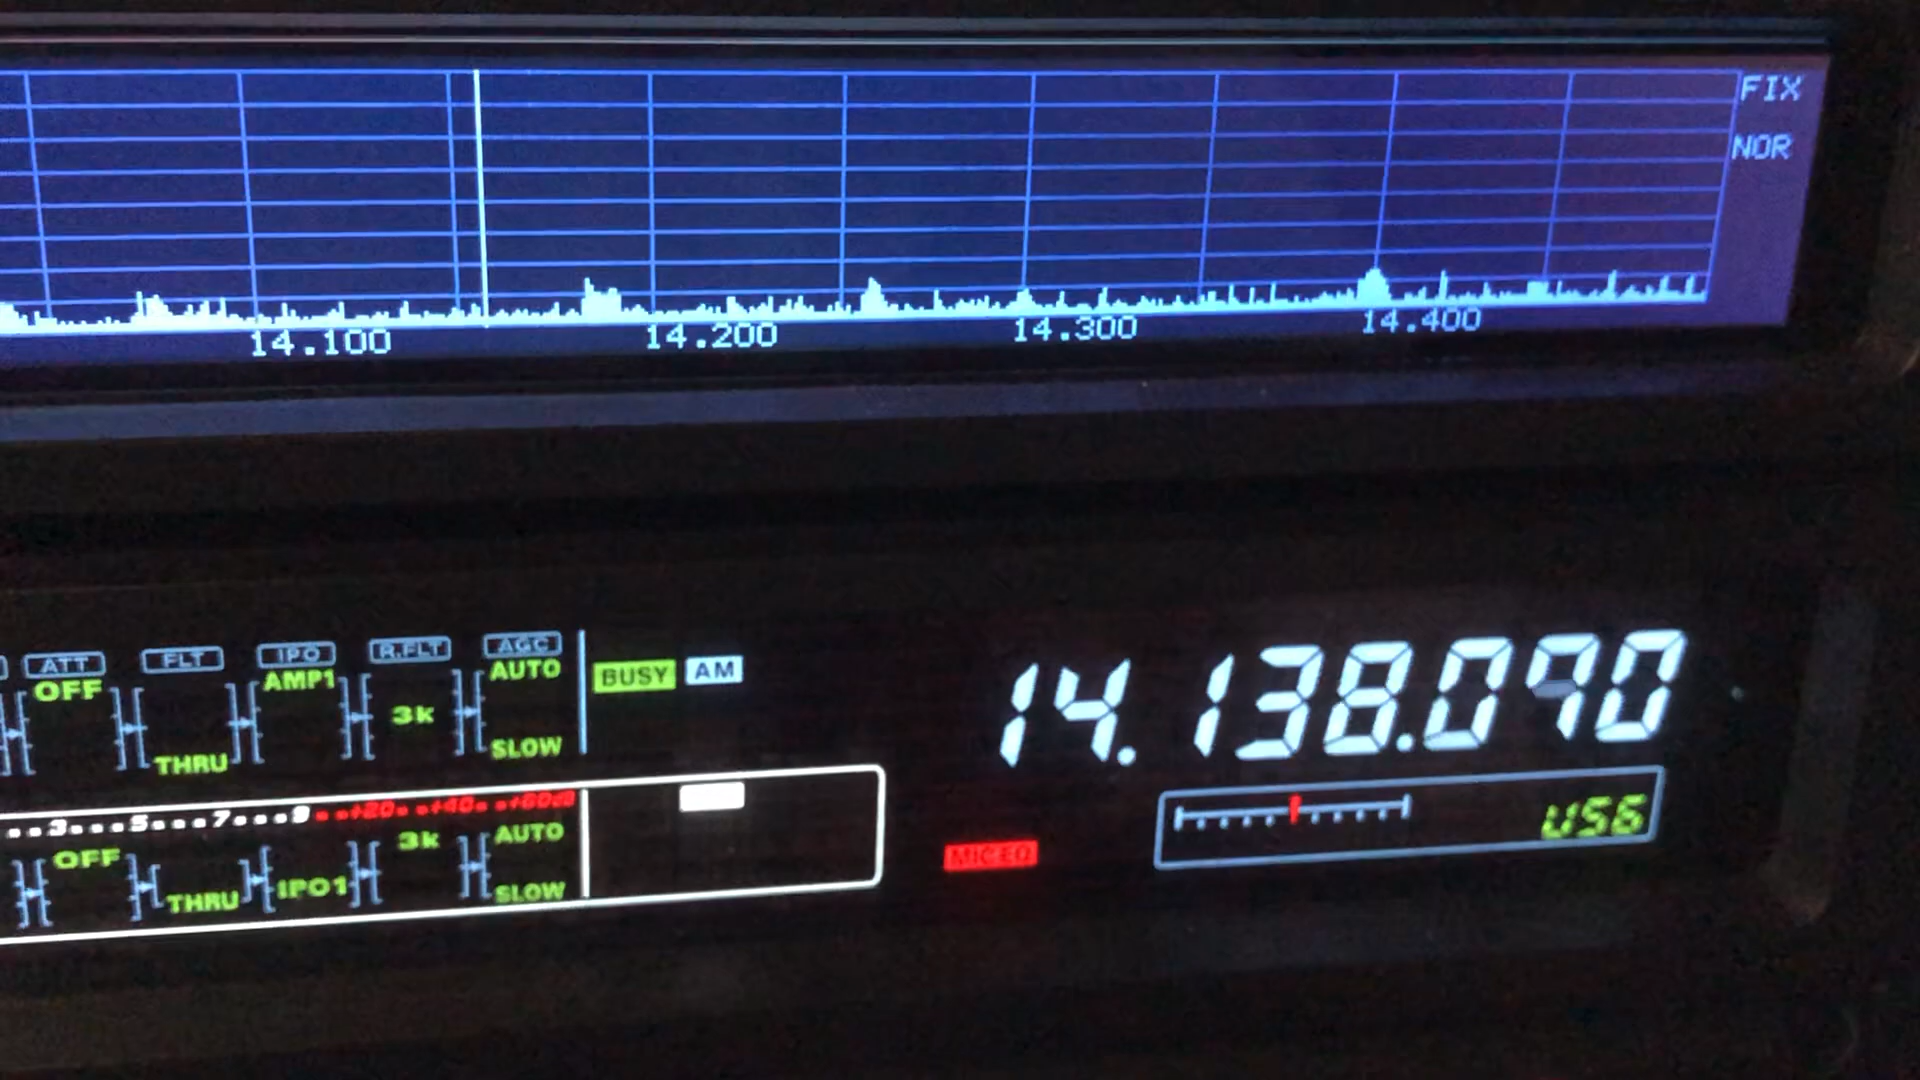 FIX
NOR
14.100 14.200 14.300 14.400
ATT FLT IPO R.FLT AGC
OFF AMP1 AUTO
BUSY AM
3k
THRU SLOW
14.138.090
3 5 7 9 +20 +40 +60dB
OFF 3k AUTO
THRU IPO1 SLOW
MIC EQ
USB